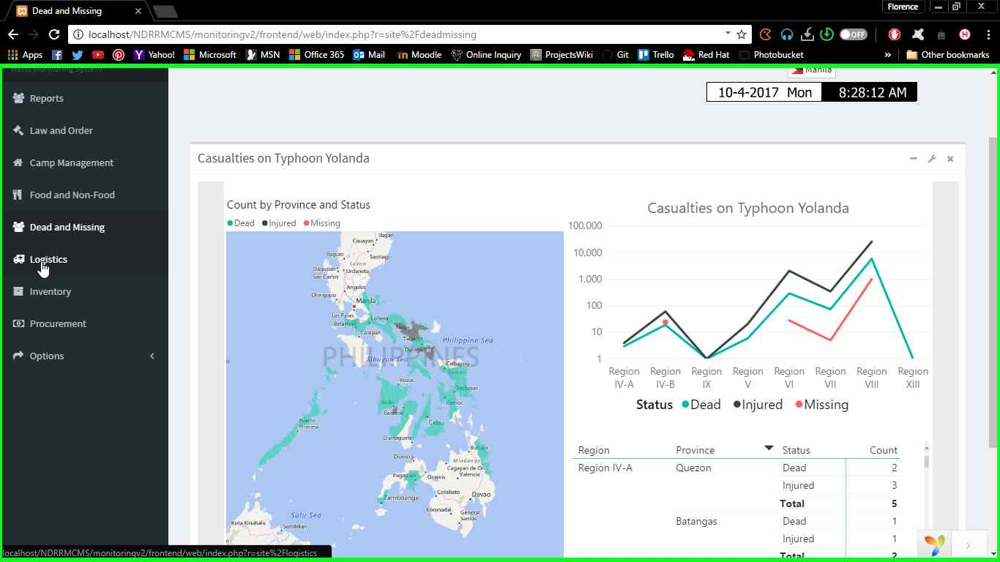 Dead and Missing
Florence
localhost/NDRRMCMS/monitoringv2/frontend/web/index.php?r=site%2Fdeadmissing
OFF
Apps
Yahoo!
Microsoft
MSN
Office 365
Mail
Moodle
Online Inquiry
ProjectsWiki
Git
Trello
Red Hat
Photobucket
»
Other bookmarks
Manila
10-4-2017 Mon 8:28:12 AM
Reports
Law and Order
Camp Management
Food and Non-Food
Dead and Missing
Logistics
Inventory
Procurement
Options
Casualties on Typhoon Yolanda
Count by Province and Status
Dead Injured Missing
Ilagan
Cauayan
Santiago
Baguio
Luzon
Dagupan
Urdaneta
San Carlos
Angeles
Olongapo
Manila
Las Piñas
Lucena
Batangas
Calapan
Philippine Sea
PHILIPPINES
Sibuyan Sea
Calbayog
Roxas
Tacloban
Iloilo
Ormoc
Bacolod
Cebu
Puerto
Princesa
Dumaguete
Butuan
Dipolog
Mindanao
Cagayan de Oro
Pagadian
Ozamis
Valencia
Zamboanga
Cotabato
Davao
Koronadal
General
Santos
Sulu Sea
Kota Kinabalu
Sandakan
Casualties on Typhoon Yolanda
100,000
10,000
1,000
100
10
1
Region IV-A
Region IV-B
Region IX
Region V
Region VI
Region VII
Region VIII
Region XIII
Status Dead Injured Missing
Region Province Status Count
Region IV-A Quezon Dead 2
Injured 3
Total 5
Batangas Dead 1
Injured 1
Total 2
localhost/NDRRMCMS/monitoringv2/frontend/web/index.php?r=site%2Flogistics